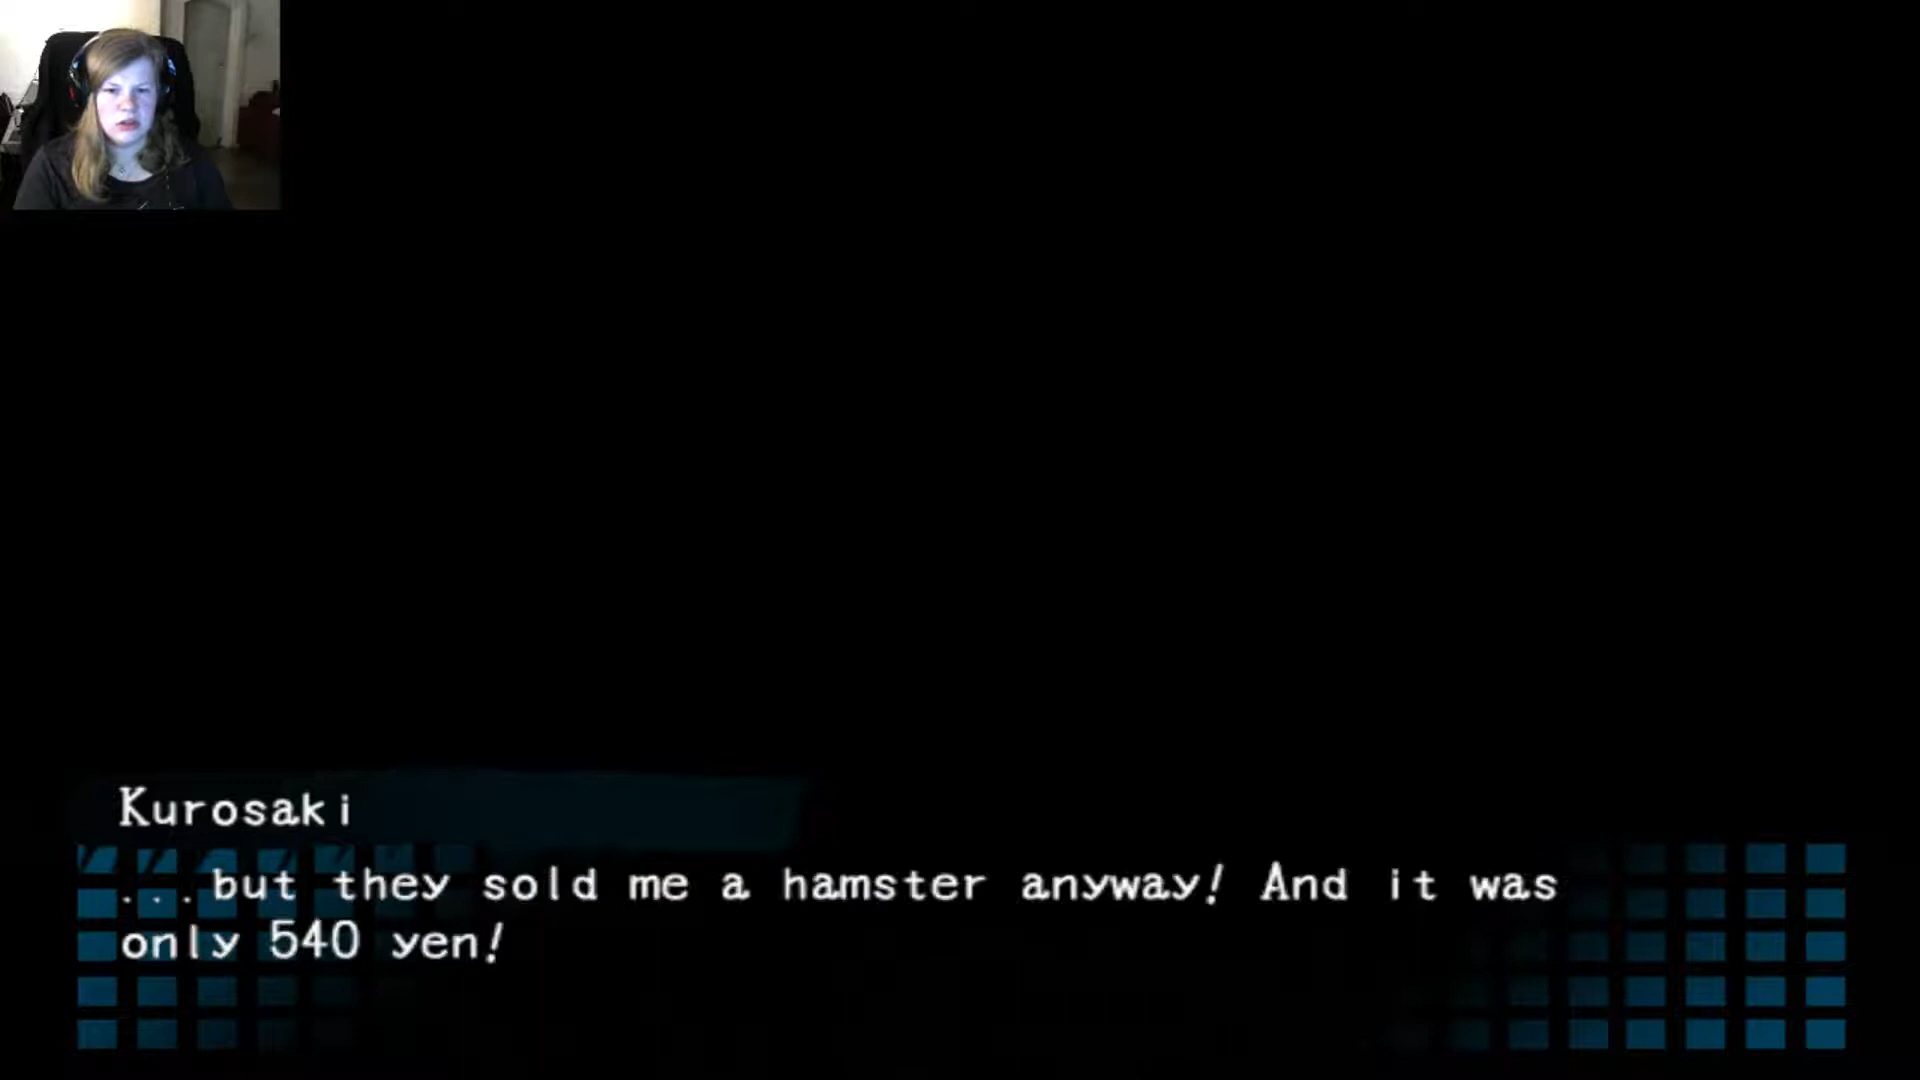 Kurosaki
...but they sold me a hamster anyway! And it was
only 540 yen!